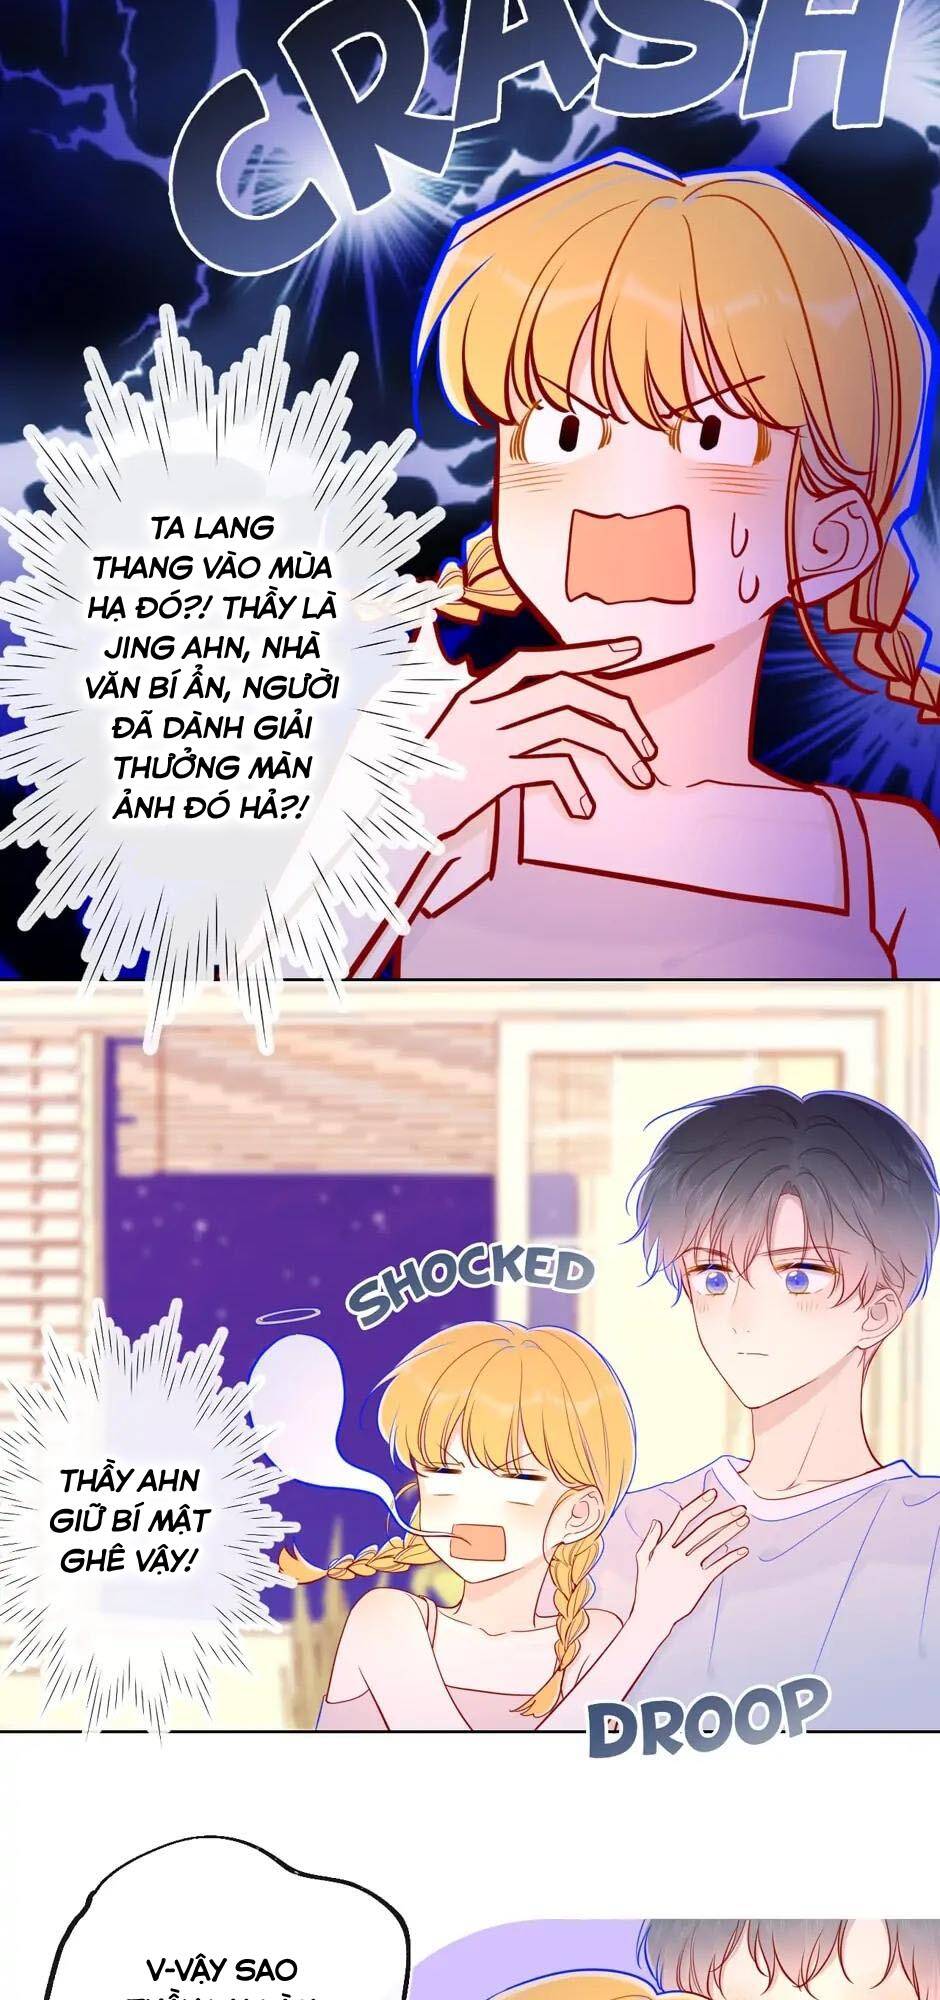 CRASH
TA LANG
THANG VÀO MÙA
HẠ ĐÓ?! THẦY LÀ
JING AHN, NHÀ
VĂN BÍ ẨN, NGƯỜI
ĐÃ DÀNH GIẢI
THƯỞNG MÀN
ẢNH ĐÓ HẢ?!
SHOCKED
THẦY AHN
GIỮ BÍ MẬT
GHÊ VẬY!
DROOP
V-VẬY SAO